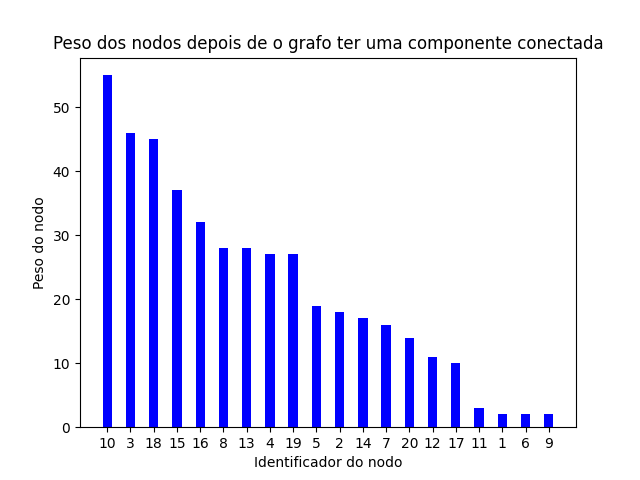 Peso dos nodos depois de o grafo ter uma componente conectada
Peso do nodo
50
40
30
20
10
0
10 3 18 15 16 8 13 4 19 5 2 14 7 20 12 17 11 1 6 9
Identificador do nodo